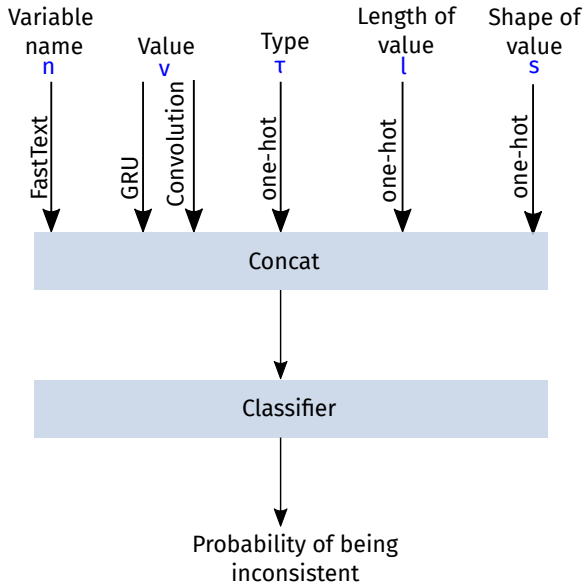 Variable
name
n
Value
v
Type
τ
Length of
value
l
Shape of
value
s
FastText
GRU
Convolution
one-hot
one-hot
one-hot
Concat
Classifier
Probability of being
inconsistent